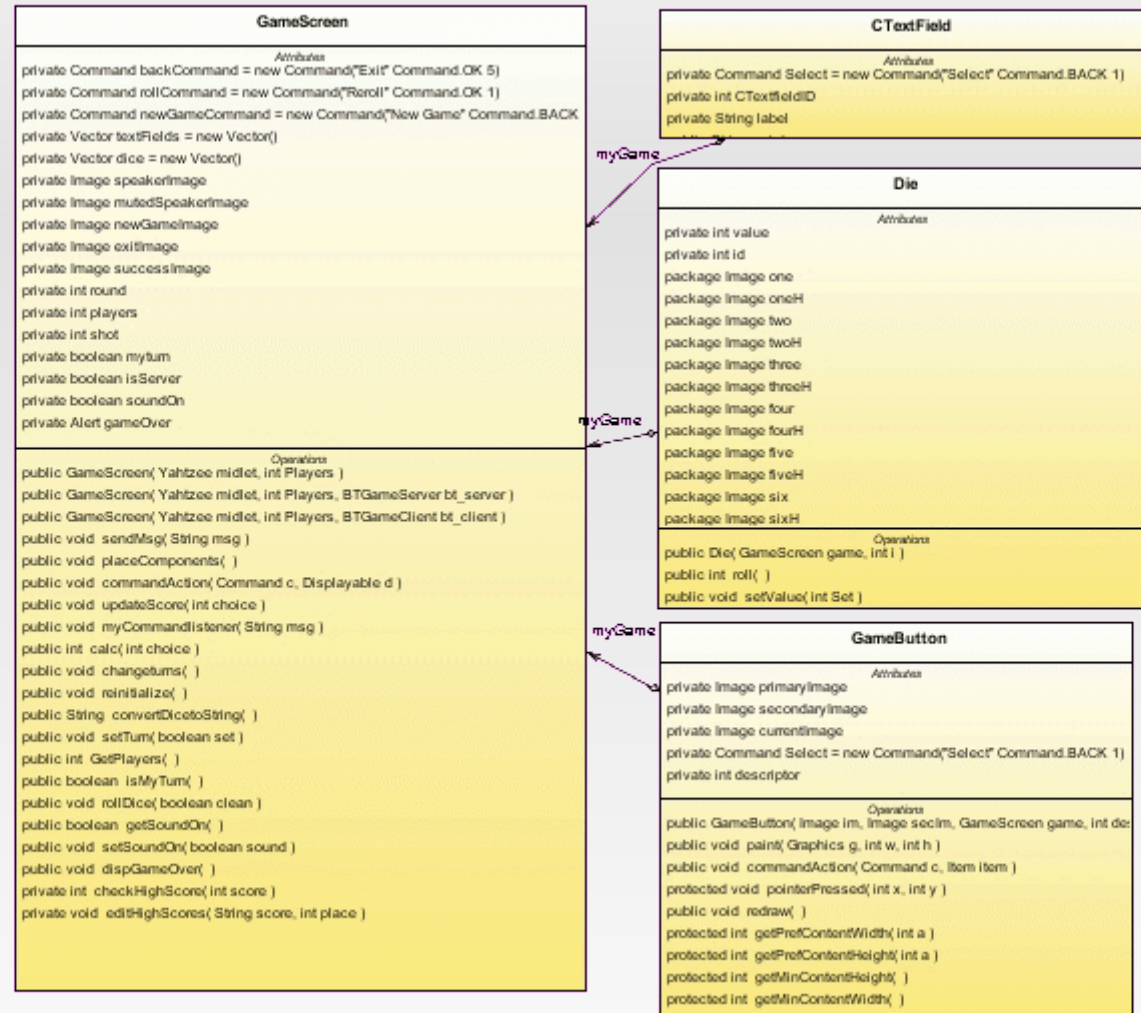 GameScreen
Attributes
private Command backCommand = new Command("Exit" Command.OK 5)
private Command rollCommand = new Command("Reroll" Command.OK 1)
private Command newGameCommand = new Command("New Game" Command.BACK
private Vector textFields = new Vector()
private Vector dice = new Vector()
private Image speakerImage
private Image mutedSpeakerImage
private Image newGameImage
private Image exitImage
private Image successImage
private int round
private int players
private int shot
private boolean myturn
private boolean isServer
private boolean soundOn
private Alert gameOver
Operations
public GameScreen( Yahtzee midlet, int Players )
public GameScreen( Yahtzee midlet, int Players, BTGameServer bt_server )
public GameScreen( Yahtzee midlet, int Players, BTGameClient bt_client )
public void sendMsg( String msg )
public void placeComponents( )
public void commandAction( Command c, Displayable d )
public void updateScore( int choice )
public void myCommandlistener( String msg )
public int calc( int choice )
public void changeturns( )
public void reinitialize( )
public String convertDicetoString( )
public void setTurn( boolean set )
public int GetPlayers( )
public boolean isMyTurn( )
public void rollDice( boolean clean )
public boolean getSoundOn( )
public void setSoundOn( boolean sound )
public void dispGameOver( )
private int checkHighScore( int score )
private void editHighScores( String score, int place )
myGame
myGame
myGame
CTextField
Attributes
private Command Select = new Command("Select" Command.BACK 1)
private int CTextfieldID
private String label
Die
Attributes
private int value
private int id
package Image one
package Image oneH
package Image two
package Image twoH
package Image three
package Image threeH
package Image four
package Image fourH
package Image five
package Image fiveH
package Image six
package Image sixH
Operations
public Die( GameScreen game, int i )
public int roll( )
public void setValue( int Set )
GameButton
Attributes
private Image primaryImage
private Image secondaryImage
private Image currentImage
private Command Select = new Command("Select" Command.BACK 1)
private int descriptor
Operations
public GameButton( Image im, Image secIm, GameScreen game, int des
public void paint( Graphics g, int w, int h )
public void commandAction( Command c, Item item )
protected void pointerPressed( int x, int y )
public void redraw( )
protected int getPrefContentWidth( int a )
protected int getPrefContentHeight( int a )
protected int getMinContentHeight( )
protected int getMinContentWidth( )